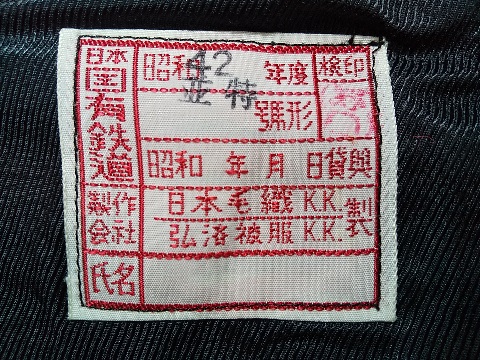 日本国有鉄道
昭和42年度
検印
並特
號形
昭和 年 月 日貸與
製作会社
日本毛織K.K.
弘済被服K.K.
製
氏名